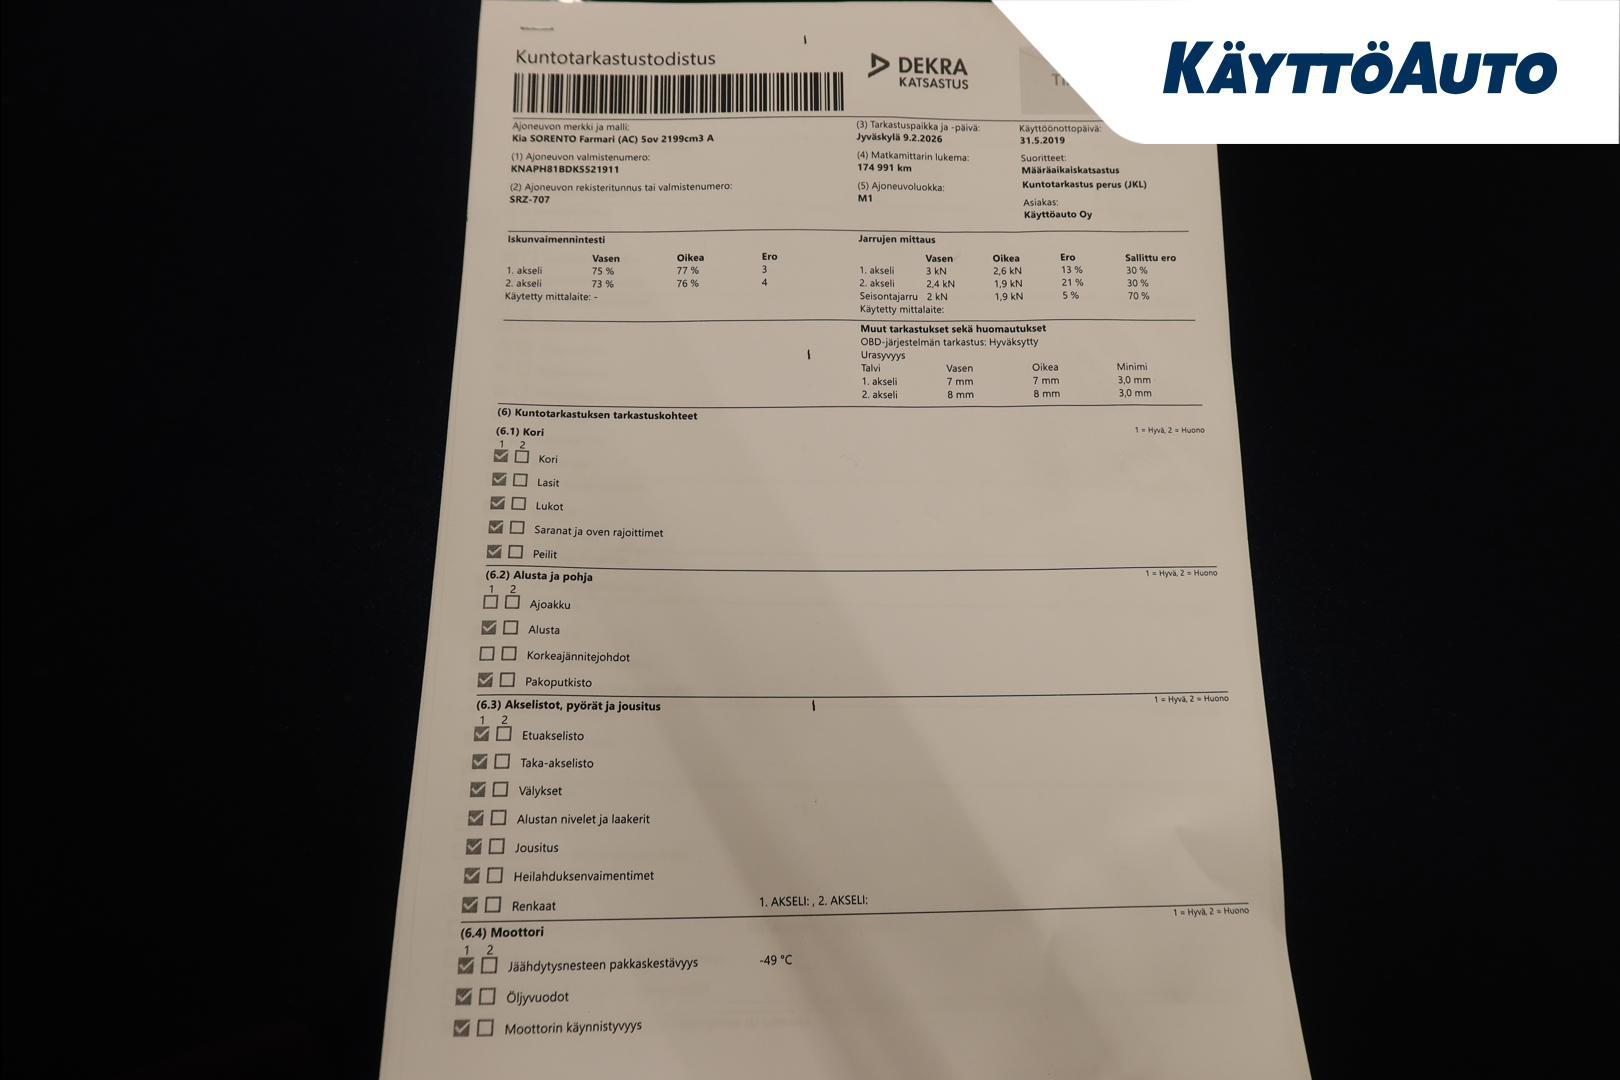 KÄYTTÖAUTO
Kuntotarkastustodistus
DEKRA
KATSASTUS
Ajoneuvon merkki ja malli:
Kia SORENTO Farmari (AC) 5ov 2199cm3 A
(1) Ajoneuvon valmistenumero:
KNAPH81BDK5521911
(2) Ajoneuvon rekisteritunnus tai valmistenumero:
SRZ-707
(3) Tarkastuspaikka ja -päivä:
Jyväskylä 9.2.2026
(4) Matkamittarin lukema:
174 991 km
(5) Ajoneuvoluokka:
M1
Käyttöönottopäivä:
31.5.2019
Suoritteet:
Määräaikaiskatsastus
Kuntotarkastus perus (JKL)
Asiakas:
Käyttöauto Oy
Iskunvaimennintesti
Vasen Oikea Ero
1. akseli 75 % 77 % 3
2. akseli 73 % 76 % 4
Käytetty mittalaite: -
Jarrujen mittaus
Vasen Oikea Ero Sallittu ero
1. akseli 3 kN 2,6 kN 13 % 30 %
2. akseli 2,4 kN 1,9 kN 21 % 30 %
Seisontajarru 2 kN 1,9 kN 5 % 70 %
Käytetty mittalaite:
Muut tarkastukset sekä huomautukset
OBD-järjestelmän tarkastus: Hyväksytty
Urasyvyys
Talvi Vasen Oikea Minimi
1. akseli 7 mm 7 mm 3,0 mm
2. akseli 8 mm 8 mm 3,0 mm
(6) Kuntotarkastuksen tarkastuskohteet
(6.1) Kori 1 = Hyvä, 2 = Huono
1 2
Kori
Lasit
Lukot
Saranat ja oven rajoittimet
Peilit
(6.2) Alusta ja pohja 1 = Hyvä, 2 = Huono
1 2
Ajoakku
Alusta
Korkeajännitejohdot
Pakoputkisto
(6.3) Akselistot, pyörät ja jousitus 1 = Hyvä, 2 = Huono
1 2
Etuakselisto
Taka-akselisto
Välykset
Alustan nivelet ja laakerit
Jousitus
Heilahduksenvaimentimet
Renkaat 1. AKSELI: , 2. AKSELI:
(6.4) Moottori 1 = Hyvä, 2 = Huono
1 2
Jäähdytysnesteen pakkaskestävyys -49 °C
Öljyvuodot
Moottorin käynnistyvyys